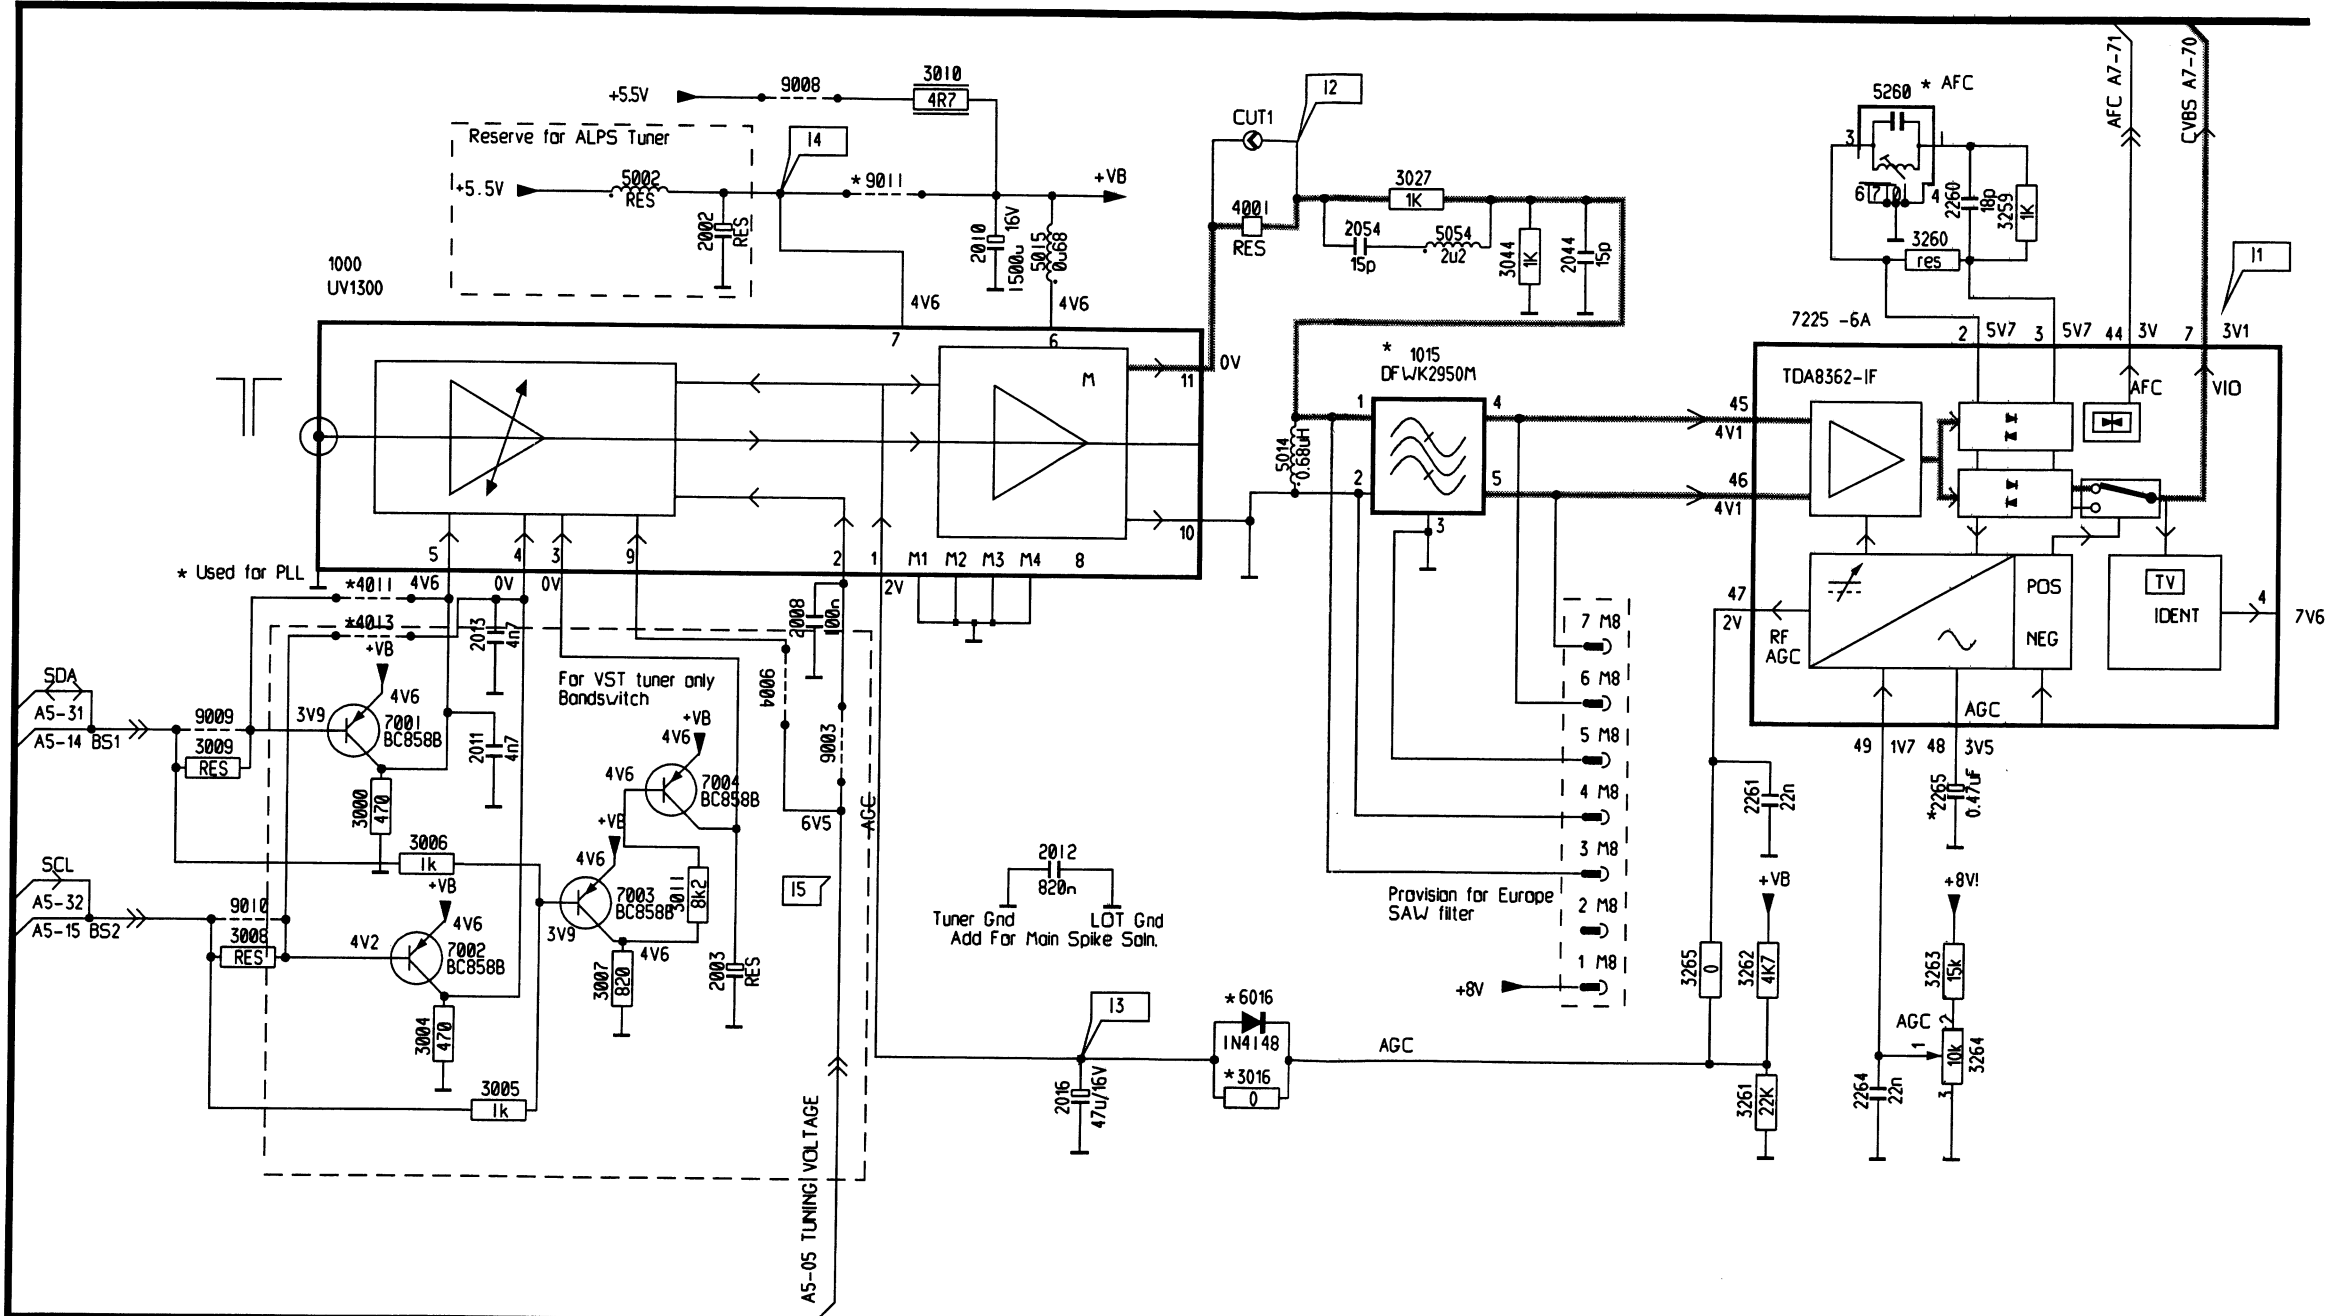 +5.5V
9008
3010
4R7
Reserve for ALPS Tuner
+5.5V
5002
RES
2002
RES
I4
*9011
+VB
2010
16V
1500u
5015
0u68
1000
UV1300
4V6
4V6
7
6
CUT1
I2
4001
RES
3027
1K
2054
15p
5054
2u2
3044
1K
2044
15p
5260 * AFC
3
1
4
2260
18p
3259
1K
3260
res
AFC A7-71
CVBS A7-70
I1
7225 -6A
2
5V7
3
5V7
44
3V
7
3V1
M
11
0V
10
*
1015
DFWK2950M
1
4
2
5
3
5014
0.68uH
45
4V1
46
4V1
TDA8362-IF
AFC
VIO
5
4
3
9
2
1
M1
M2
M3
M4
8
* Used for PLL
*4011
4V6
0V
0V
2V
*4013
2013
4n7
2008
100n
+VB
4V6
For VST tuner only
Bandswitch
9004
9003
6V5
AGC
SDA
A5-31
A5-14 BS1
9009
3009
RES
3V9
7001
BC858B
2011
4n7
3000
470
+VB
4V6
4V6
7004
BC858B
3006
1k
+VB
4V6
+VB
4V6
7003
BC858B
3011
8k2
3V9
4V6
3007
820
2003
RES
SCL
A5-32
A5-15 BS2
9010
3008
RES
4V2
7002
BC858B
3004
470
3005
1k
I5
A5-05 TUNING VOLTAGE
2012
820n
Tuner Gnd
LOT Gnd
Add For Main Spike Soln.
I3
2016
47u/16V
*6016
1N4148
*3016
0
AGC
7 M8
6 M8
5 M8
4 M8
3 M8
2 M8
1 M8
Provision for Europe
SAW filter
+8V
47
2V
RF
AGC
POS
NEG
TV
IDENT
4
7V6
AGC
49
1V7
48
3V5
2261
22n
*2265
0.47uF
+VB
+8V!
3265
0
3262
4K7
3263
15k
AGC
2
1
3
10k
3264
3261
22K
2264
22n